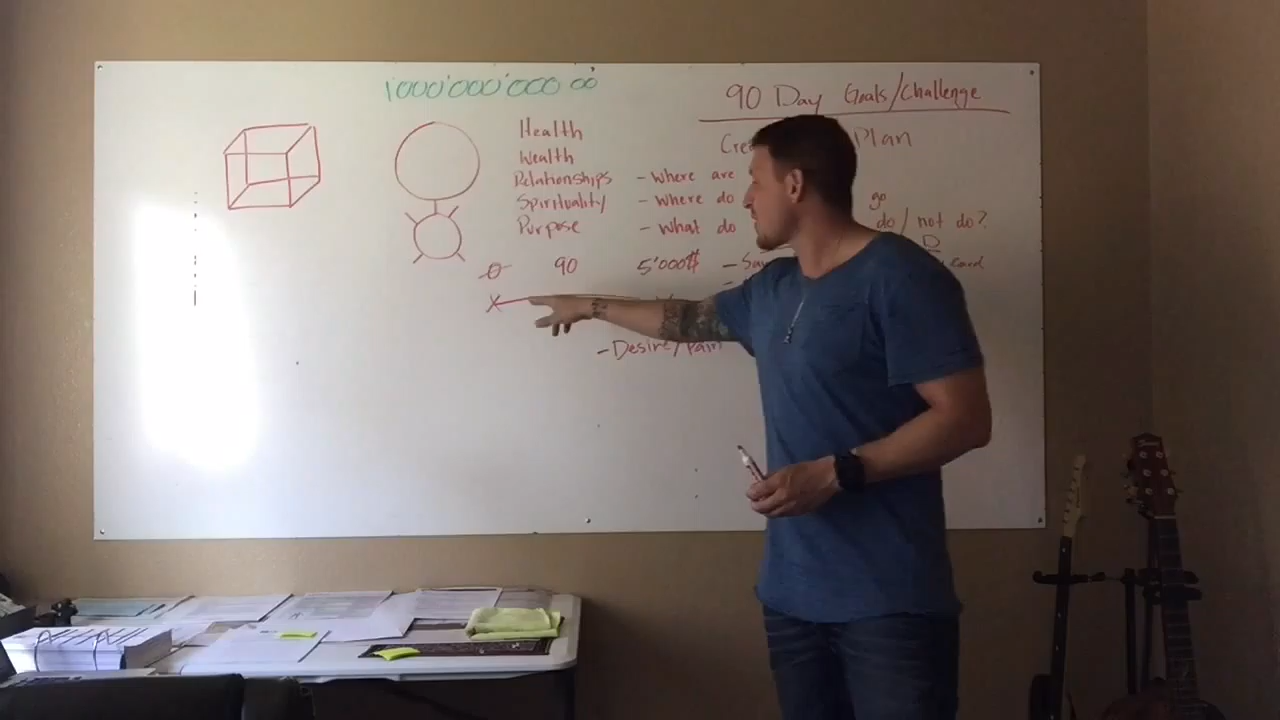 1000'000'000 00
90 Day Goals/Challenge
Plan
Health
Wealth
Relationships - where are
Spirituality - where do go
Purpose - what do do / not do?
D
θ 90 5'000$ - card
X
- Desire/Pain